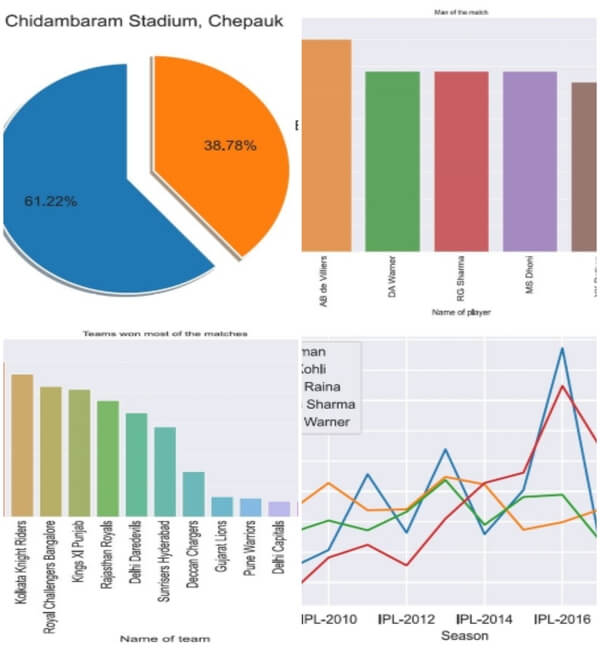 Chidambaram Stadium, Chepauk
38.78%
61.22%
Man of the match
AB de Villiers
DA Warner
RG Sharma
MS Dhoni
Name of player
Teams won most of the matches
Kolkata Knight Riders
Royal Challengers Bangalore
Kings XI Punjab
Rajasthan Royals
Delhi Daredevils
Sunrisers Hyderabad
Deccan Chargers
Gujarat Lions
Pune Warriors
Delhi Capitals
Name of team
man
Kohli
Raina
Sharma
Warner
IPL-2010 IPL-2012 IPL-2014 IPL-2016
Season